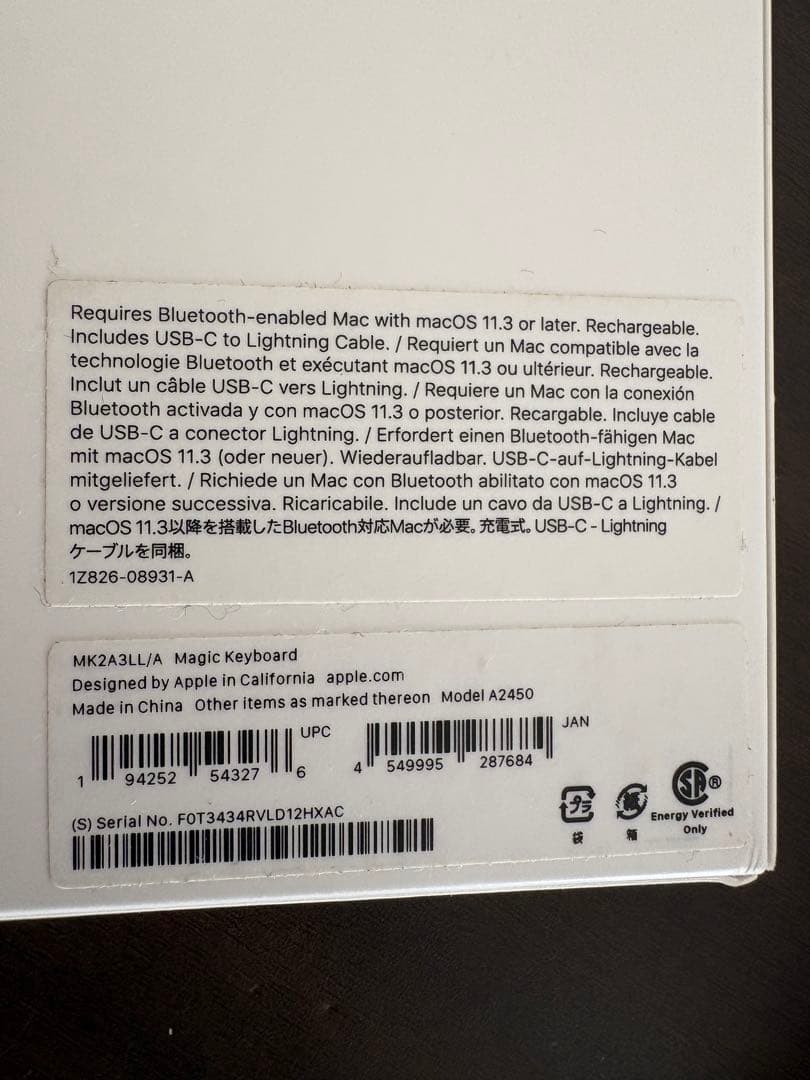 Requires Bluetooth-enabled Mac with macOS 11.3 or later. Rechargeable.
Includes USB-C to Lightning Cable. / Requiert un Mac compatible avec la
technologie Bluetooth et exécutant macOS 11.3 ou ultérieur. Rechargeable.
Inclut un câble USB-C vers Lightning. / Requiere un Mac con la conexión
Bluetooth activada y con macOS 11.3 o posterior. Recargable. Incluye cable
de USB-C a conector Lightning. / Erfordert einen Bluetooth-fähigen Mac
mit macOS 11.3 (oder neuer). Wiederaufladbar. USB-C-auf-Lightning-Kabel
mitgeliefert. / Richiede un Mac con Bluetooth abilitato con macOS 11.3
o versione successiva. Ricaricabile. Include un cavo da USB-C a Lightning. /
macOS 11.3以降を搭載したBluetooth対応Macが必要。充電式。USB-C - Lightning
ケーブルを同梱。
1Z826-08931-A
MK2A3LL/A Magic Keyboard
Designed by Apple in California apple.com
Made in China Other items as marked thereon Model A2450
UPC
1 94252 54327 6
JAN
4 549995 287684
(S) Serial No. F0T3434RVLD12HXAC
プラ
袋
紙
箱
SA®
Energy Verified
Only